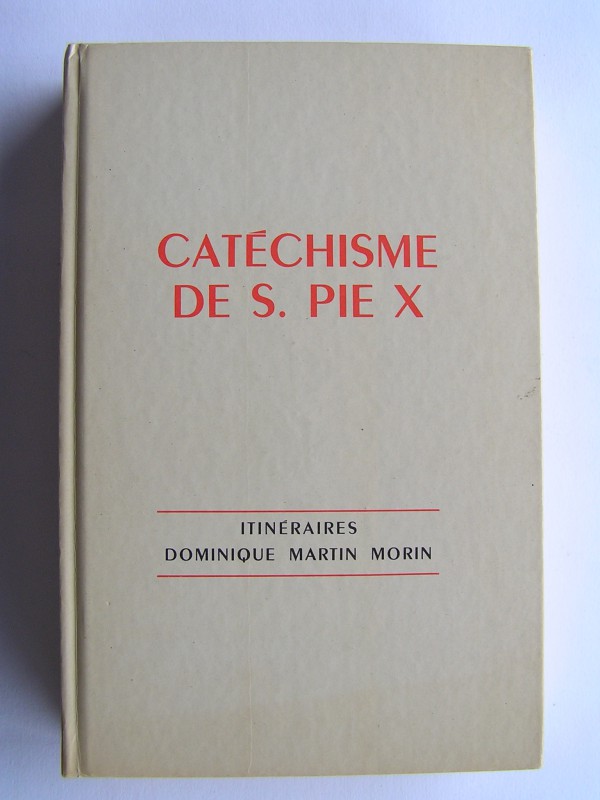 CATÉCHISME
DE S. PIE X
ITINÉRAIRES
DOMINIQUE MARTIN MORIN